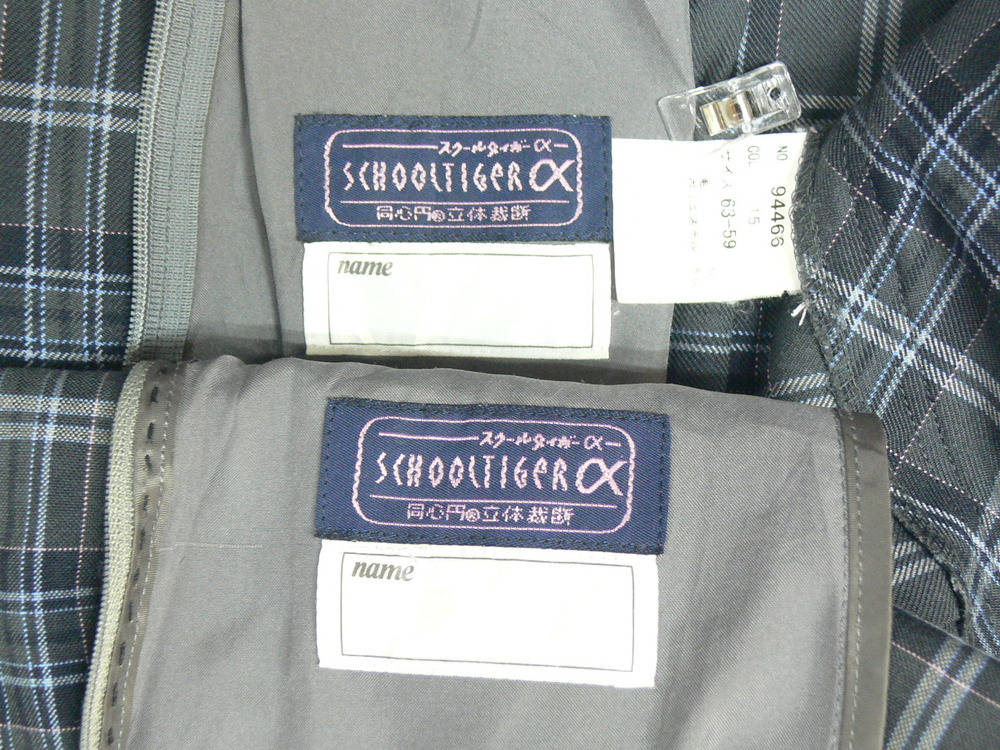 スクールタイガーα
SCHOOLTIGER α
同心円®立体裁断
name
NO. 94466
COL. 15
サイズ 63-59
スクールタイガーα
SCHOOLTIGER α
同心円®立体裁断
name